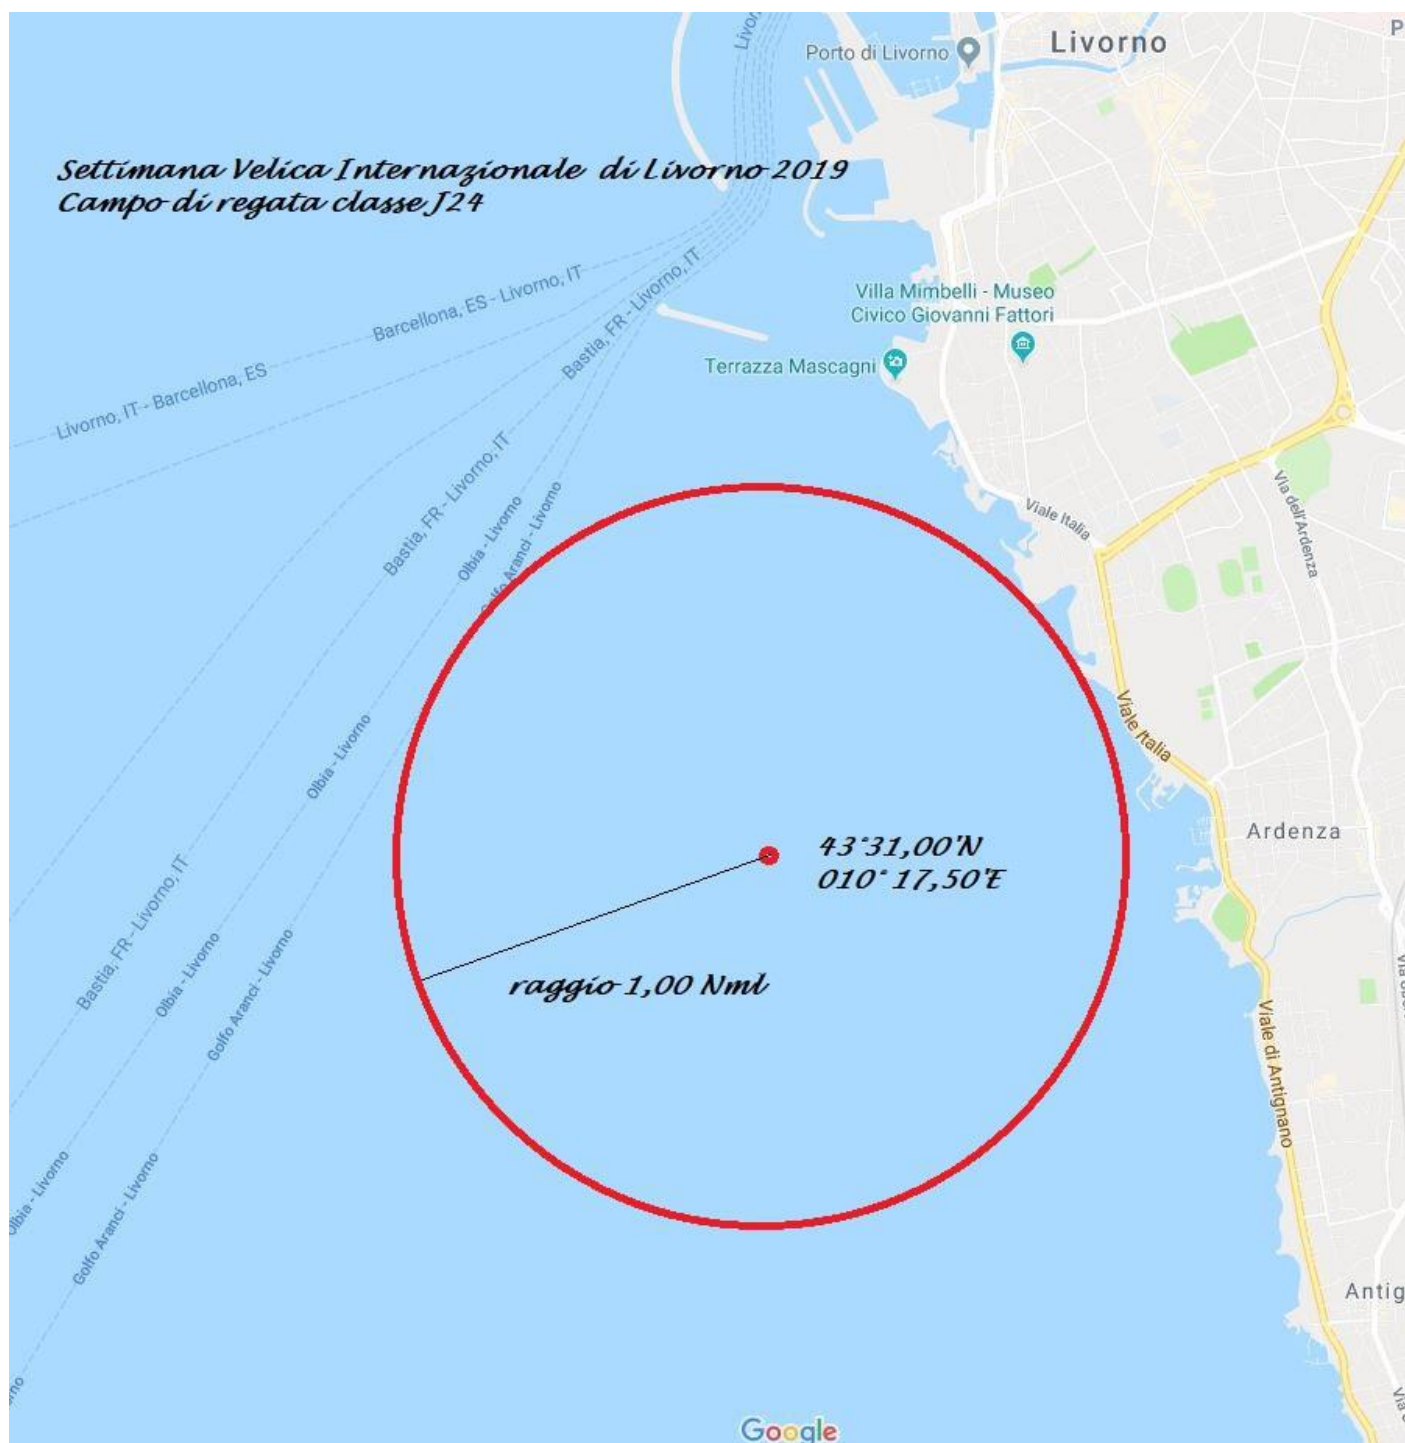 Livorno
Porto di Livorno
Livorno
Settimana Velica Internazionale di Livorno 2019
Campo di regata classe J24
Villa Mimbelli - Museo
Civico Giovanni Fattori
Terrazza Mascagni
Barcellona, ES - Livorno, IT
Livorno, IT - Barcellona, ES
Bastia, FR - Livorno, IT
Bastia, FR - Livorno, IT
Olbia - Livorno
Golfo Aranci - Livorno
Viale Italia
Via dell'Ardenza
Viale Italia
Olbia - Livorno
Ardenza
43°31,00'N
010° 17,50'E
raggio 1,00 Nml
Bastia, FR - Livorno, IT
Olbia - Livorno
Golfo Aranci - Livorno
Viale di Antignano
Olbia - Livorno
Golfo Aranci - Livorno
Antig
Google